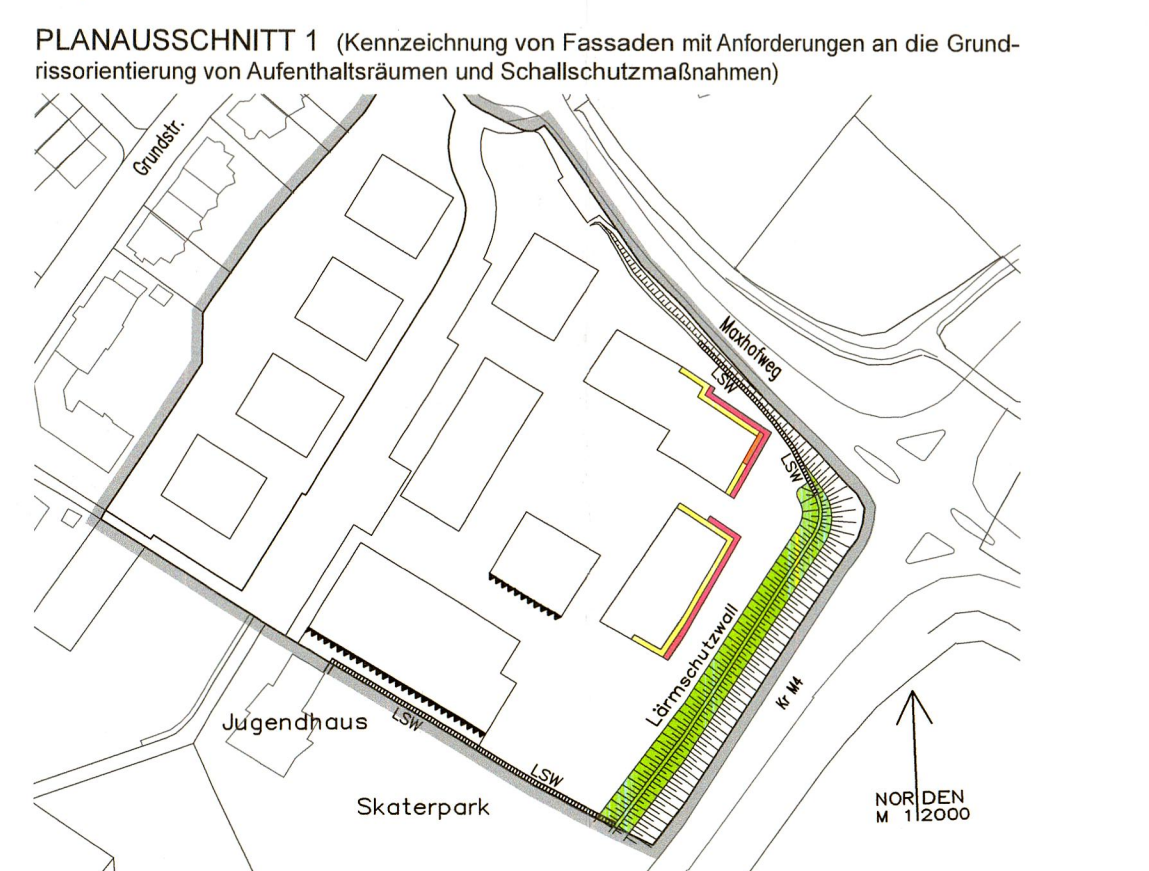 PLANAUSSCHNITT 1 (Kennzeichnung von Fassaden mit Anforderungen an die Grund-
rissorientierung von Aufenthaltsräumen und Schallschutzmaßnahmen)
Grundstr.
Maxhofweg
LSW
LSW
Lärmschutzwall
Kr M4
Jugendhaus
LSW
LSW
Skaterpark
NORDEN
M 1:2000